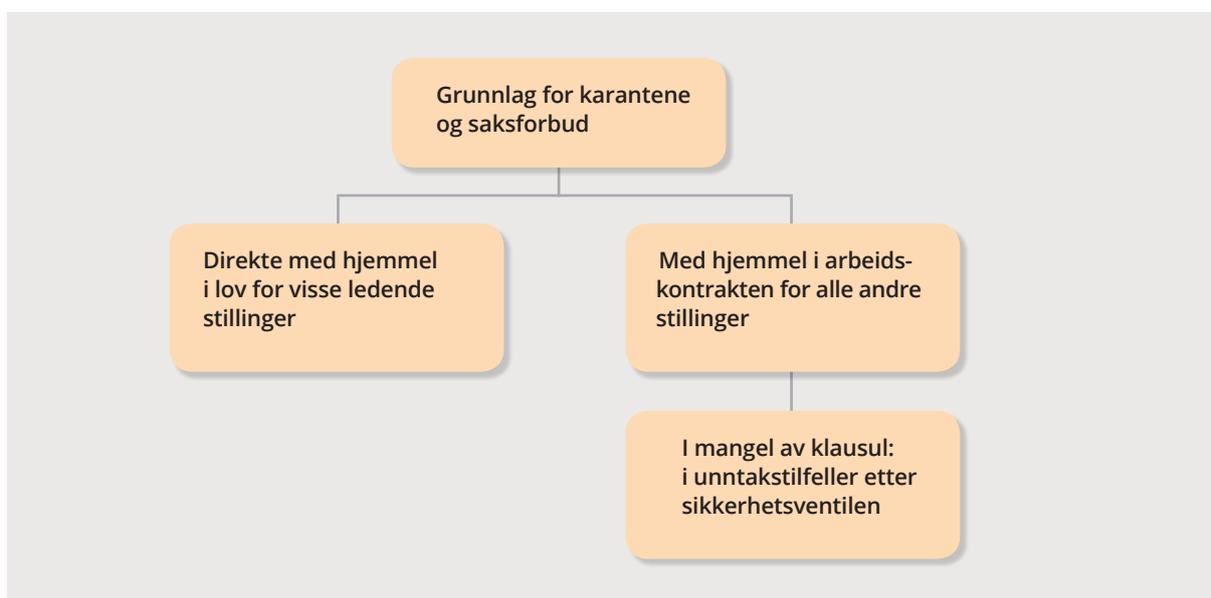 Grunnlag for karantene
og saksforbud
Direkte med hjemmel
i lov for visse ledende
stillinger
Med hjemmel i arbeids-
kontrakten for alle andre
stillinger
I mangel av klausul:
i unntakstilfeller etter
sikkerhetsventilen